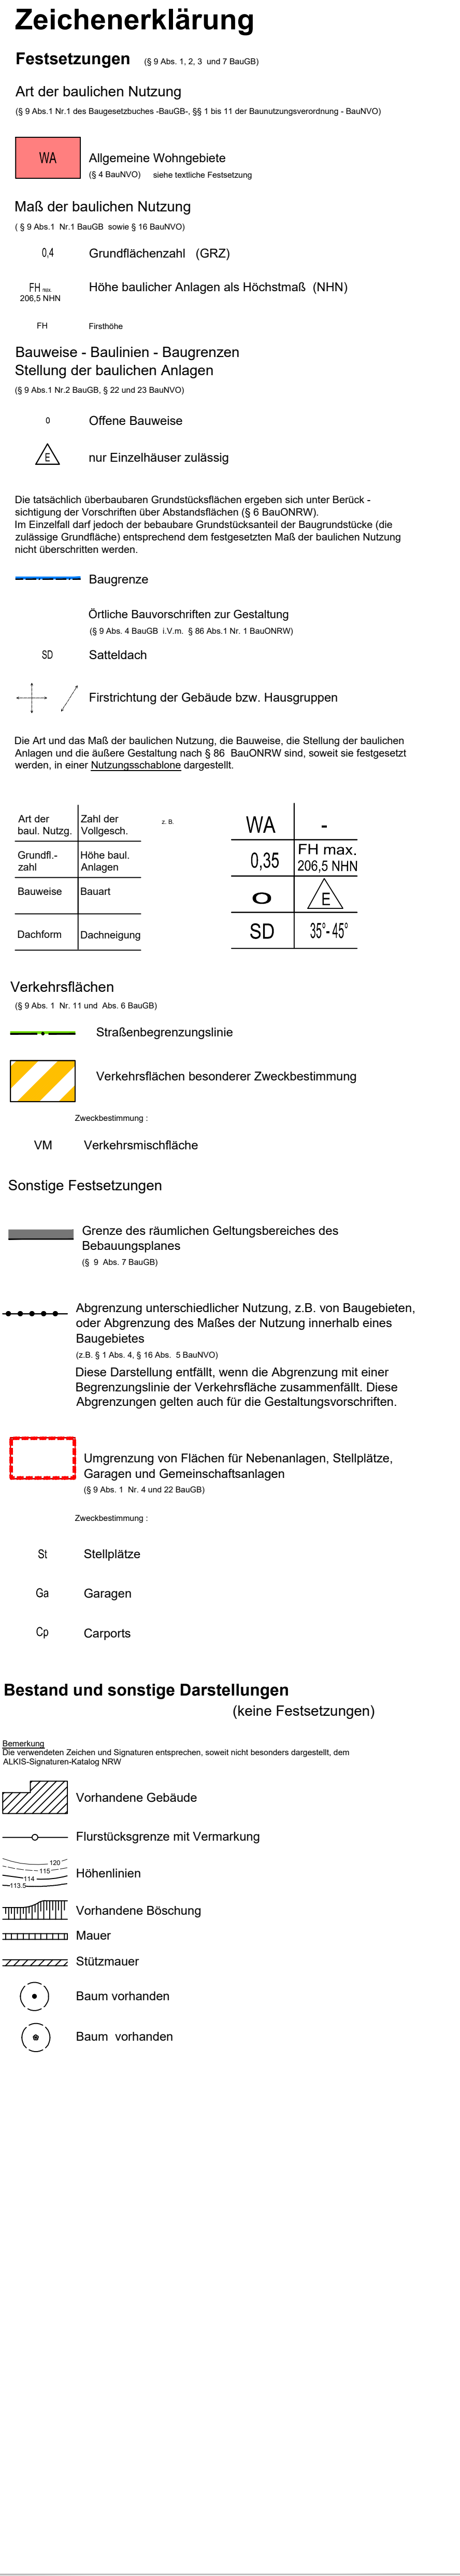 Zeichenerklärung
Festsetzungen (§ 9 Abs. 1, 2, 3 und 7 BauGB)
Art der baulichen Nutzung
(§ 9 Abs.1 Nr.1 des Baugesetzbuches -BauGB-, §§ 1 bis 11 der Baunutzungsverordnung - BauNVO)
WA Allgemeine Wohngebiete
(§ 4 BauNVO) siehe textliche Festsetzung
Maß der baulichen Nutzung
( § 9 Abs.1 Nr.1 BauGB sowie § 16 BauNVO)
0,4 Grundflächenzahl (GRZ)
FH max. Höhe baulicher Anlagen als Höchstmaß (NHN)
206,5 NHN
FH Firsthöhe
Bauweise - Baulinien - Baugrenzen
Stellung der baulichen Anlagen
(§ 9 Abs.1 Nr.2 BauGB, § 22 und 23 BauNVO)
o Offene Bauweise
E nur Einzelhäuser zulässig
Die tatsächlich überbaubaren Grundstücksflächen ergeben sich unter Berück -
sichtigung der Vorschriften über Abstandsflächen (§ 6 BauONRW).
Im Einzelfall darf jedoch der bebaubare Grundstücksanteil der Baugrundstücke (die
zulässige Grundfläche) entsprechend dem festgesetzten Maß der baulichen Nutzung
nicht überschritten werden.
Baugrenze
Örtliche Bauvorschriften zur Gestaltung
(§ 9 Abs. 4 BauGB i.V.m. § 86 Abs.1 Nr. 1 BauONRW)
SD Satteldach
Firstrichtung der Gebäude bzw. Hausgruppen
Die Art und das Maß der baulichen Nutzung, die Bauweise, die Stellung der baulichen
Anlagen und die äußere Gestaltung nach § 86 BauONRW sind, soweit sie festgesetzt
werden, in einer Nutzungsschablone dargestellt.
Art der Zahl der
baul. Nutzg. Vollgesch.
Grundfl.- Höhe baul.
zahl Anlagen
Bauweise Bauart
Dachform Dachneigung
z. B.
WA -
0,35 FH max. 206,5 NHN
o E
SD 35°- 45°
Verkehrsflächen
(§ 9 Abs. 1 Nr. 11 und Abs. 6 BauGB)
Straßenbegrenzungslinie
Verkehrsflächen besonderer Zweckbestimmung
Zweckbestimmung :
VM Verkehrsmischfläche
Sonstige Festsetzungen
Grenze des räumlichen Geltungsbereiches des
Bebauungsplanes
(§ 9 Abs. 7 BauGB)
Abgrenzung unterschiedlicher Nutzung, z.B. von Baugebieten,
oder Abgrenzung des Maßes der Nutzung innerhalb eines
Baugebietes
(z.B. § 1 Abs. 4, § 16 Abs. 5 BauNVO)
Diese Darstellung entfällt, wenn die Abgrenzung mit einer
Begrenzungslinie der Verkehrsfläche zusammenfällt. Diese
Abgrenzungen gelten auch für die Gestaltungsvorschriften.
Umgrenzung von Flächen für Nebenanlagen, Stellplätze,
Garagen und Gemeinschaftsanlagen
(§ 9 Abs. 1 Nr. 4 und 22 BauGB)
Zweckbestimmung :
St Stellplätze
Ga Garagen
Cp Carports
Bestand und sonstige Darstellungen
(keine Festsetzungen)
Bemerkung
Die verwendeten Zeichen und Signaturen entsprechen, soweit nicht besonders dargestellt, dem
ALKIS-Signaturen-Katalog NRW
Vorhandene Gebäude
Flurstücksgrenze mit Vermarkung
120
115
114
113.5
Höhenlinien
Vorhandene Böschung
Mauer
Stützmauer
Baum vorhanden
Baum vorhanden